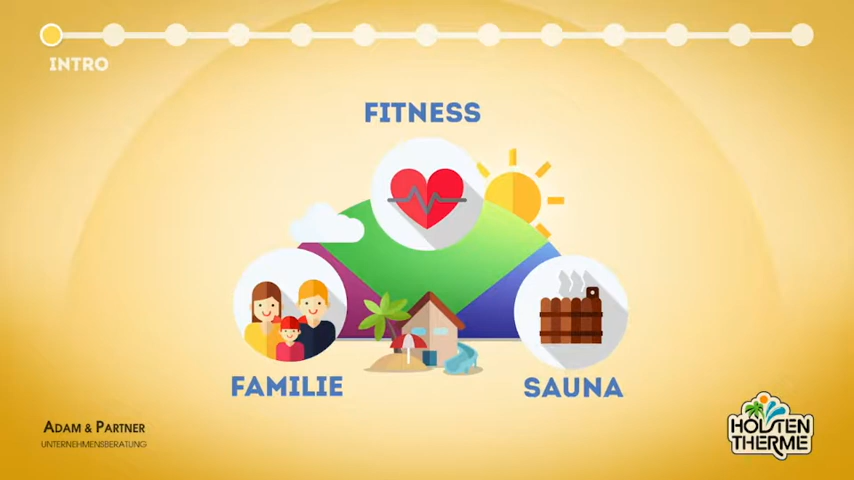 INTRO
FITNESS
FAMILIE
SAUNA
ADAM & PARTNER
UNTERNEHMENSBERATUNG
HOLSTEN
THERME